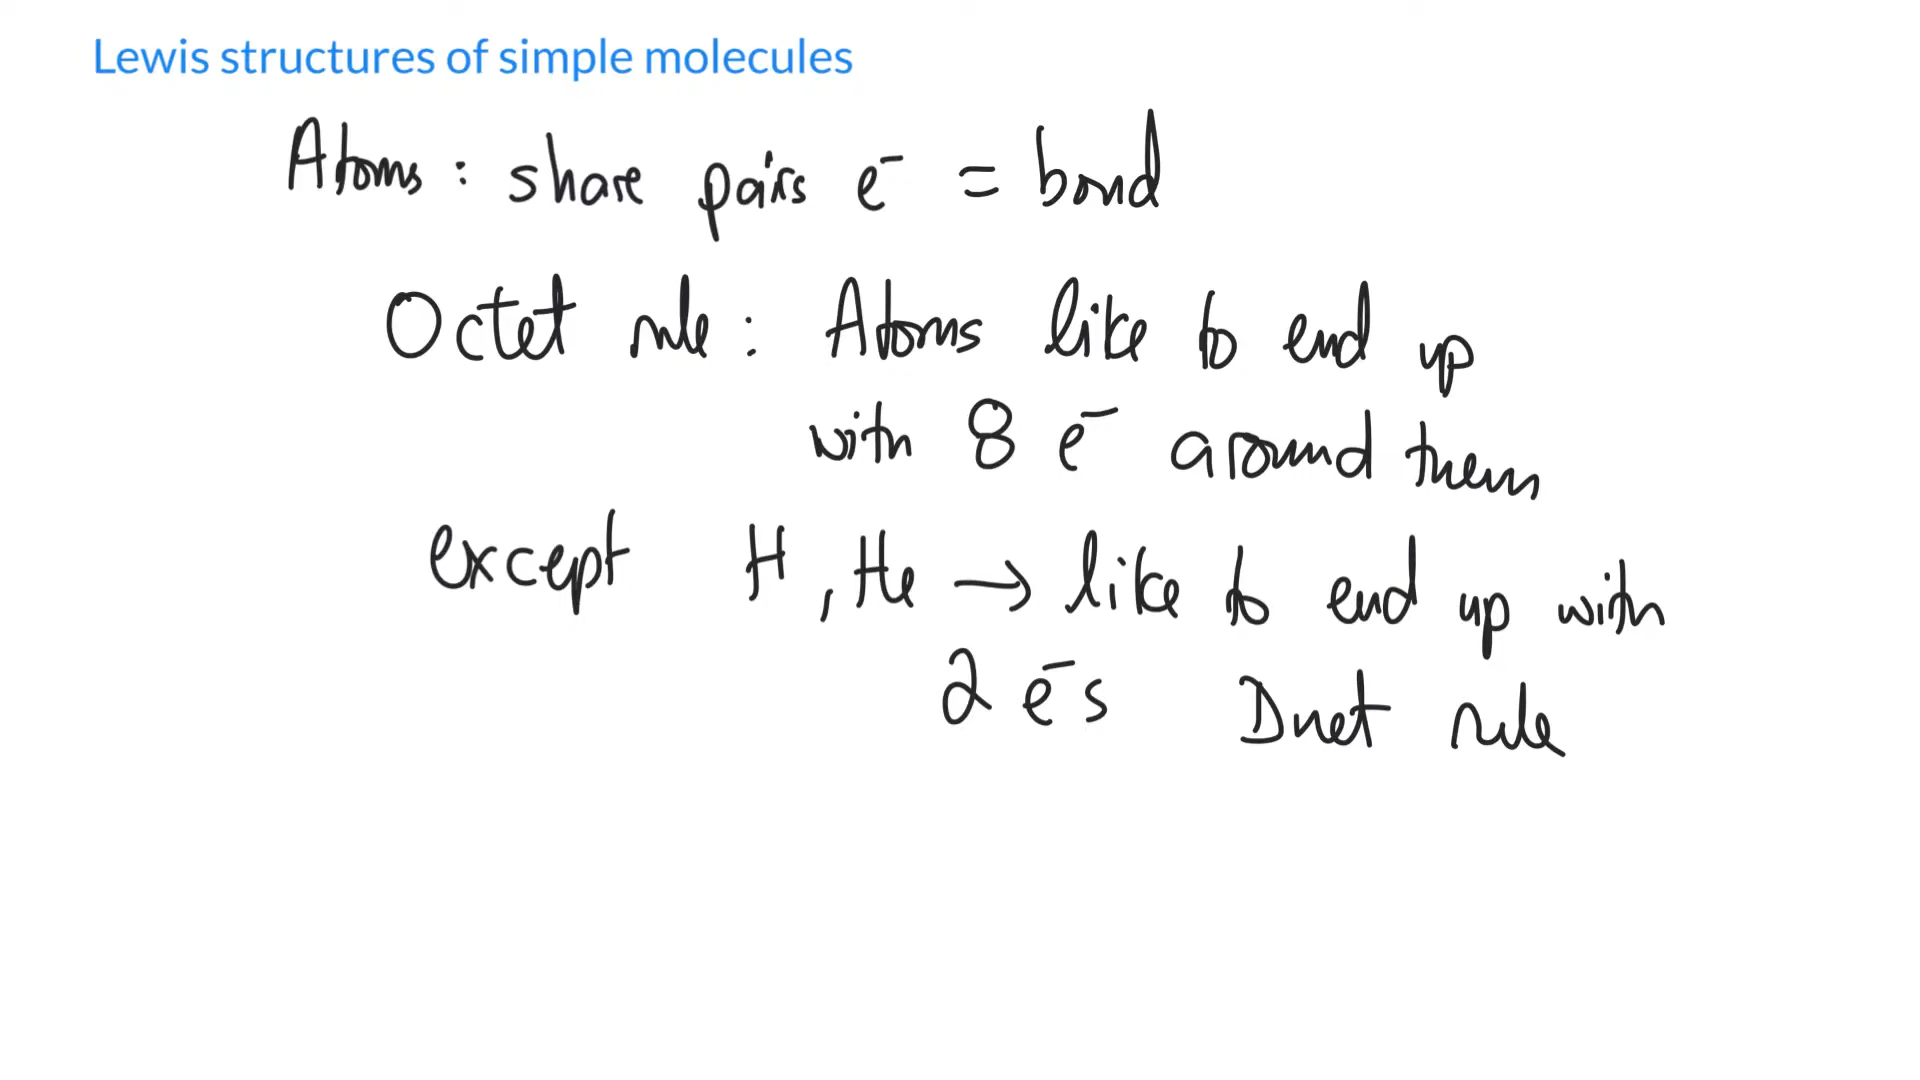 Lewis structures of simple molecules
Atoms : share pairs e⁻ = bond
Octet rule : Atoms like to end up
with 8 e⁻ around them
except H , He → like to end up with
2 e⁻s Duet rule